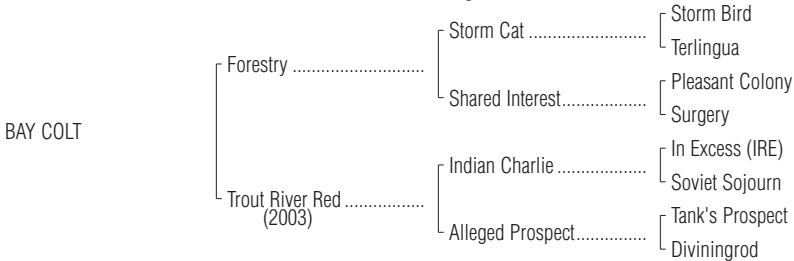 Storm Bird
Storm Cat ..........................
Terlingua
Forestry ............................
Pleasant Colony
Shared Interest...................
Surgery
BAY COLT
In Excess (IRE)
Indian Charlie ...................
Soviet Sojourn
Trout River Red .................
(2003)
Tank's Prospect
Alleged Prospect...............
Diviningrod